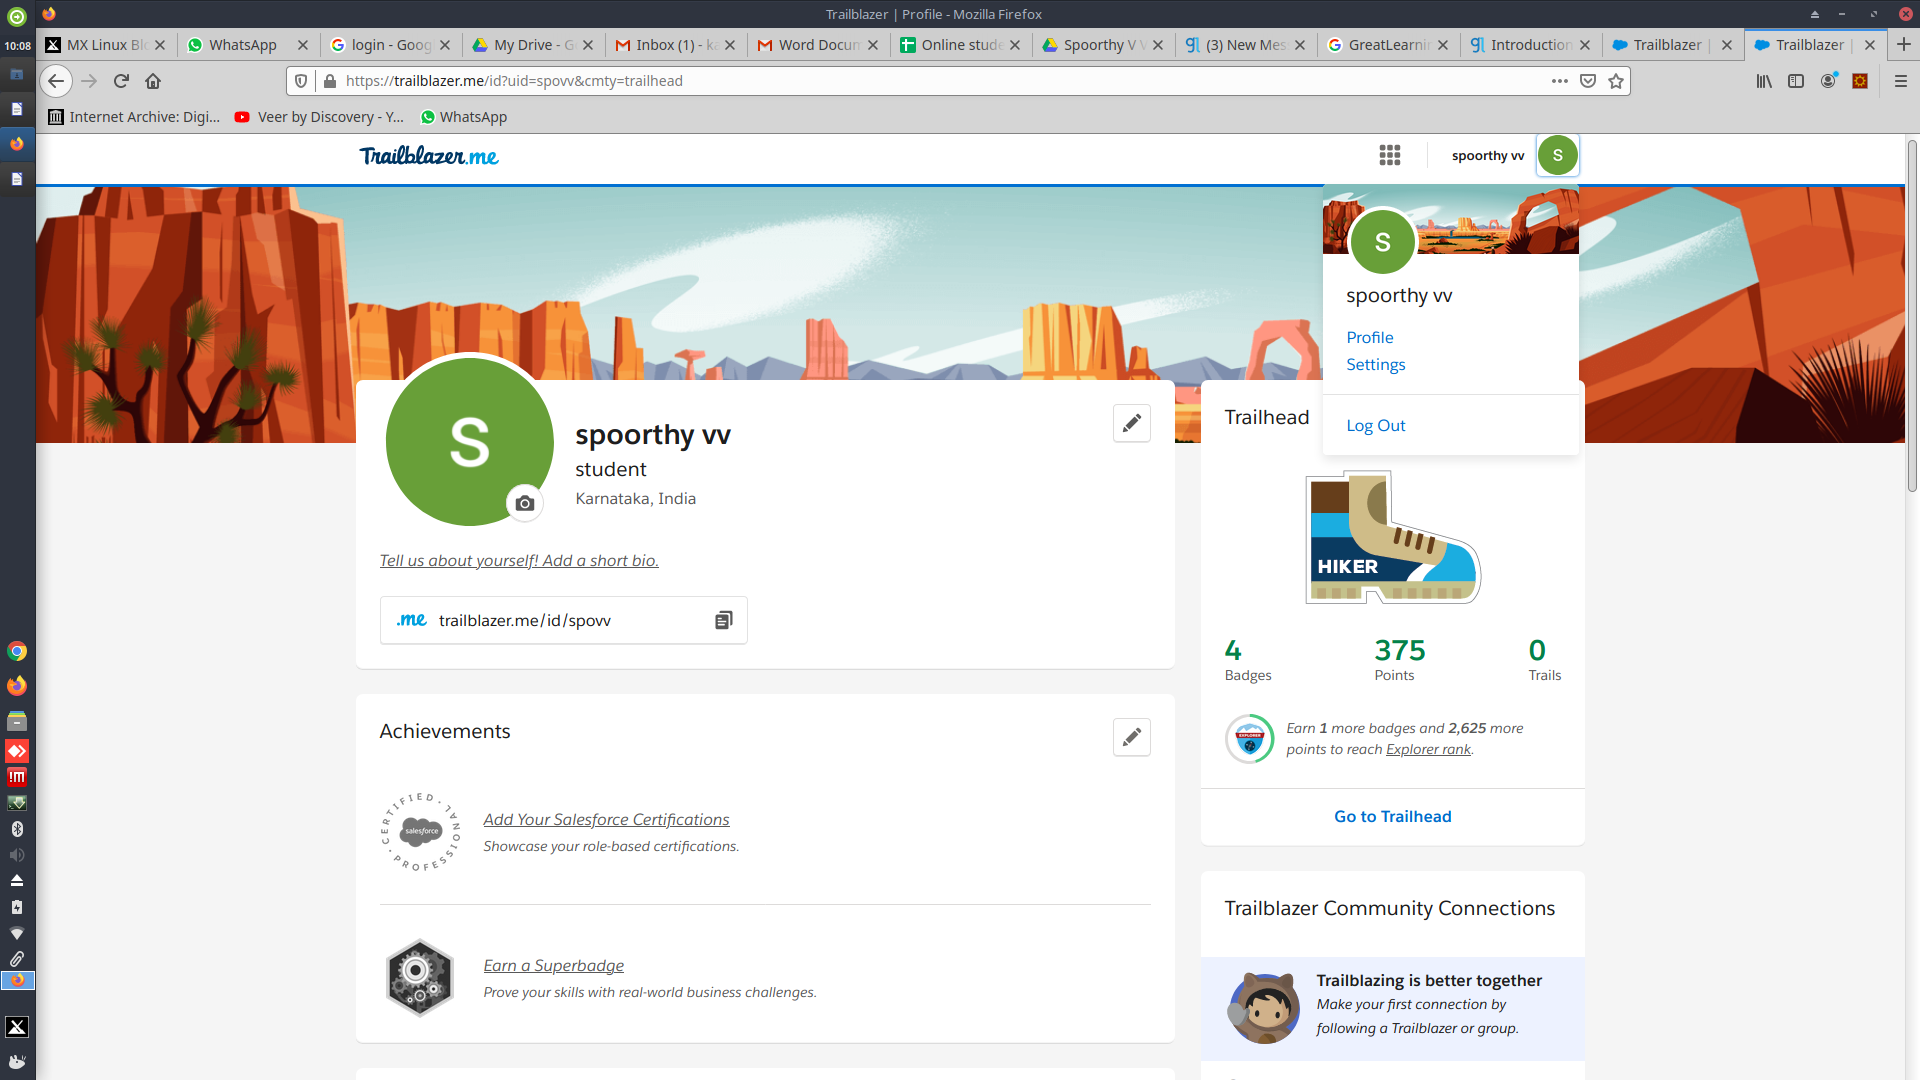 Trailblazer | Profile - Mozilla Firefox
10:08
MX Linux Blo
WhatsApp
login - Goog
My Drive - G
Inbox (1) - ka
Word Docum
Online stude
Spoorthy V V
(3) New Mes
GreatLearni
Introduction
Trailblazer |
Trailblazer |
https://trailblazer.me/id?uid=spovv&cmty=trailhead
Internet Archive: Digi...
Veer by Discovery - Y...
WhatsApp
Trailblazer.me
spoorthy vv
S
S
spoorthy vv
Profile
Settings
Log Out
S
spoorthy vv
student
Karnataka, India
Tell us about yourself! Add a short bio.
.me trailblazer.me/id/spovv
Achievements
CERTIFIED PROFESSIONAL
salesforce
Add Your Salesforce Certifications
Showcase your role-based certifications.
Earn a Superbadge
Prove your skills with real-world business challenges.
Trailhead
HIKER
4
Badges
375
Points
0
Trails
EXPLORER
Earn 1 more badges and 2,625 more
points to reach Explorer rank.
Go to Trailhead
Trailblazer Community Connections
Trailblazing is better together
Make your first connection by
following a Trailblazer or group.